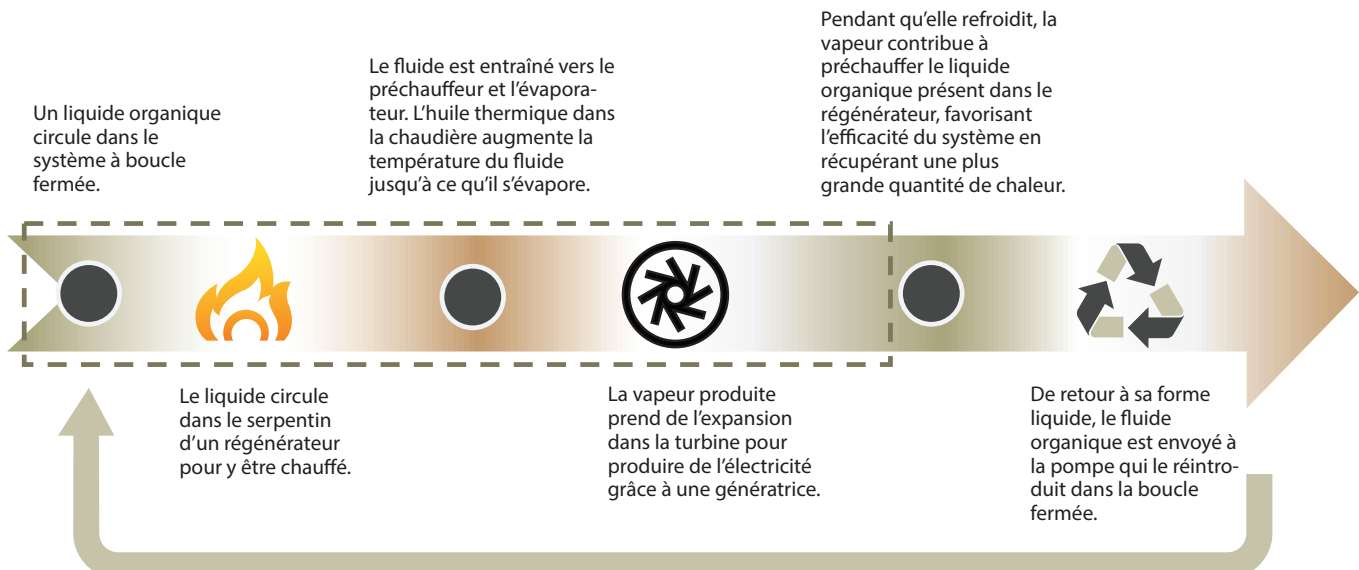 Un liquide organique
circule dans le
système à boucle
fermée.
Le liquide circule
dans le serpentin
d’un régénérateur
pour y être chauffé.
Le fluide est entraîné vers le
préchauffeur et l’évapora-
teur. L’huile thermique dans
la chaudière augmente la
température du fluide
jusqu’à ce qu’il s’évapore.
La vapeur produite
prend de l’expansion
dans la turbine pour
produire de l’électricité
grâce à une génératrice.
Pendant qu’elle refroidit, la
vapeur contribue à
préchauffer le liquide
organique présent dans le
régénérateur, favorisant
l’efficacité du système en
récupérant une plus
grande quantité de chaleur.
De retour à sa forme
liquide, le fluide
organique est envoyé à
la pompe qui le réintro-
duit dans la boucle
fermée.